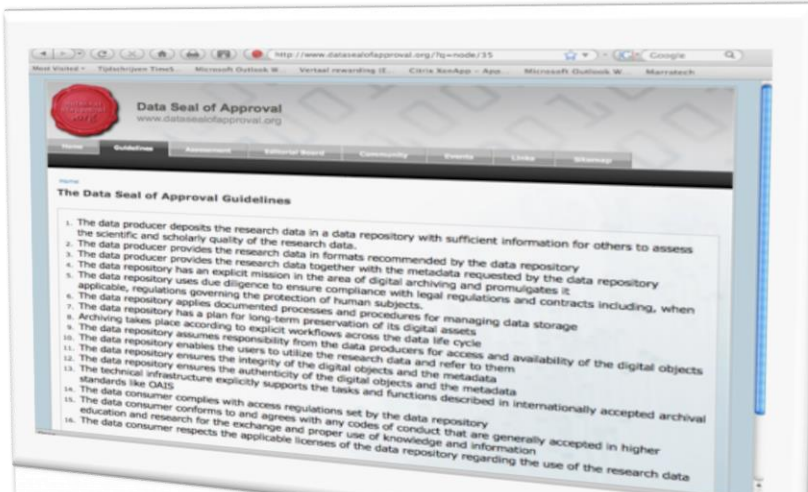 http://www.datasealofapproval.org/?q=node/35
Google
Most Visited Tijdschrijven TimeS... Microsoft Outlook W... Vertaal rewarding (E... Citrix XenApp - App... Microsoft Outlook W... Marratech
Data Seal of Approval
www.datasealofapproval.org
Home Guidelines Assessment Editorial Board Community Events Links Sitemap
Home
The Data Seal of Approval Guidelines
1. The data producer deposits the research data in a data repository with sufficient information for others to assess
the scientific and scholarly quality of the research data.
2. The data producer provides the research data in formats recommended by the data repository
3. The data producer provides the research data together with the metadata requested by the data repository
4. The data repository has an explicit mission in the area of digital archiving and promulgates it
5. The data repository uses due diligence to ensure compliance with legal regulations and contracts including, when
applicable, regulations governing the protection of human subjects.
6. The data repository applies documented processes and procedures for managing data storage
7. The data repository has a plan for long-term preservation of its digital assets
8. Archiving takes place according to explicit workflows across the data life cycle
9. The data repository assumes responsibility from the data producers for access and availability of the digital objects
10. The data repository enables the users to utilize the research data and refer to them
11. The data repository ensures the integrity of the digital objects and the metadata
12. The data repository ensures the authenticity of the digital objects and the metadata
13. The technical infrastructure explicitly supports the tasks and functions described in internationally accepted archival
standards like OAIS
14. The data consumer complies with access regulations set by the data repository
15. The data consumer conforms to and agrees with any codes of conduct that are generally accepted in higher
education and research for the exchange and proper use of knowledge and information
16. The data consumer respects the applicable licenses of the data repository regarding the use of the research data